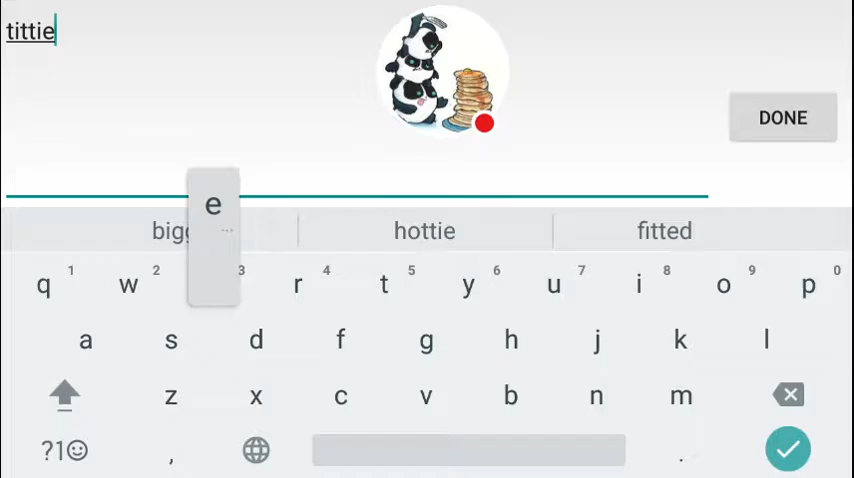 tittie
DONE
e
...
hottie
fitted
q 1 w 2 3 r 4 t 5 y 6 u 7 i 8 o 9 p 0
a s d f g h j k l
z x c v b n m
?1☺ , .